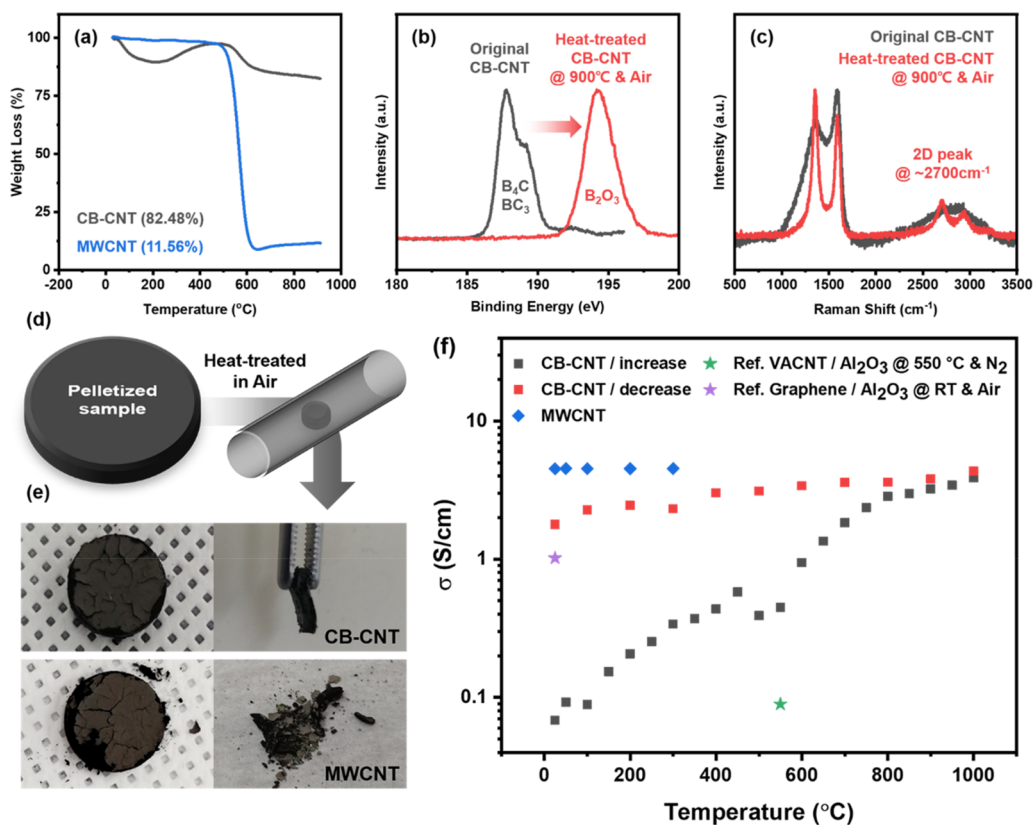 (a)
100
75
50
25
0
Weight Loss (%)
CB-CNT (82.48%)
MWCNT (11.56%)
-200 0 200 400 600 800 1000
Temperature (°C)
(b)
Original
CB-CNT
Heat-treated
CB-CNT
@ 900℃ & Air
B₄C
BC₃
B₂O₃
Intensity (a.u.)
180 185 190 195 200
Binding Energy (eV)
(c)
Original CB-CNT
Heat-treated CB-CNT
@ 900℃ & Air
2D peak
@ ~2700cm⁻¹
Intensity (a.u.)
500 1000 1500 2000 2500 3000 3500
Raman Shift (cm⁻¹)
(d)
Pelletized
sample
Heat-treated
in Air
(e)
CB-CNT
MWCNT
(f)
CB-CNT / increase
CB-CNT / decrease
MWCNT
Ref. VACNT / Al₂O₃ @ 550 °C & N₂
Ref. Graphene / Al₂O₃ @ RT & Air
10
1
0.1
σ (S/cm)
0 200 400 600 800 1000
Temperature (°C)